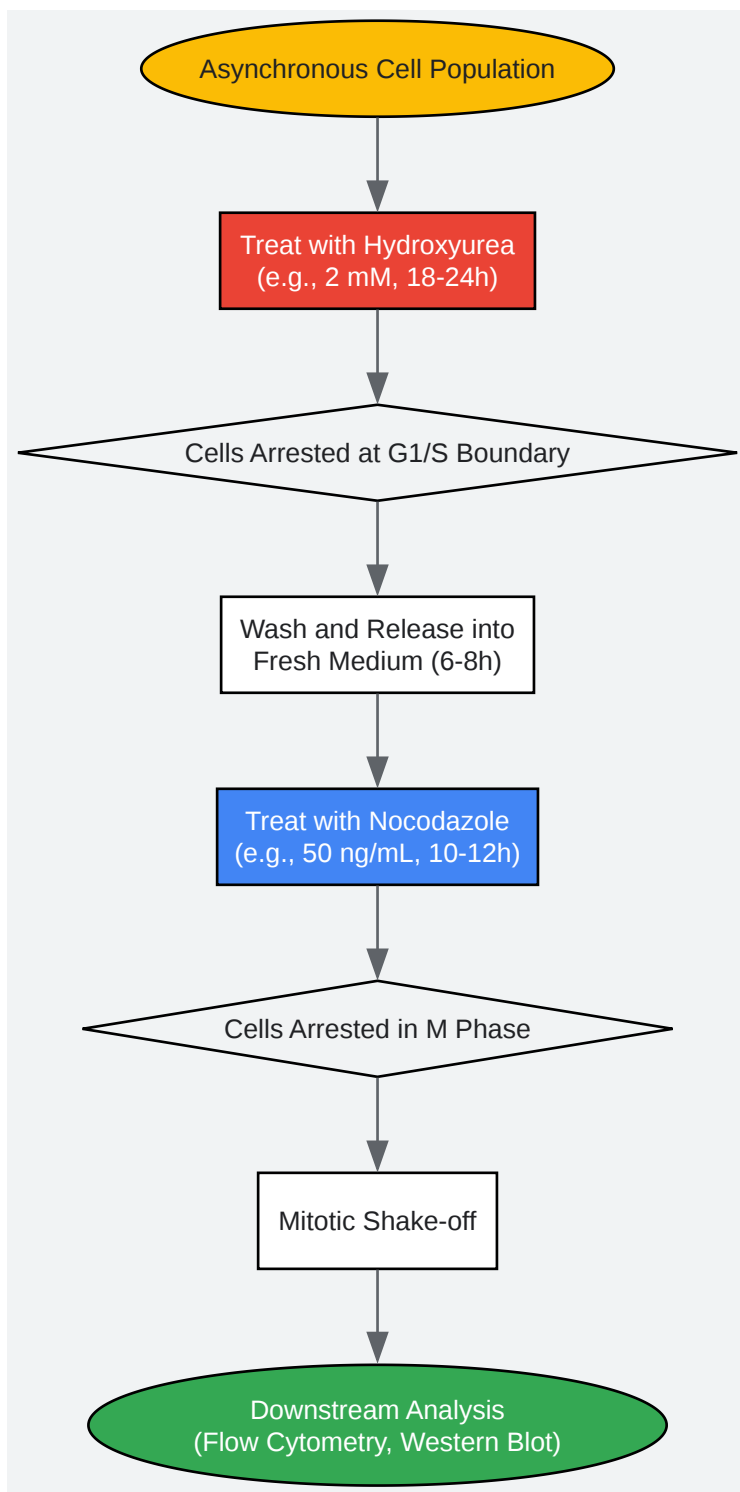 Asynchronous Cell Population
Treat with Hydroxyurea
(e.g., 2 mM, 18-24h)
Cells Arrested at G1/S Boundary
Wash and Release into
Fresh Medium (6-8h)
Treat with Nocodazole
(e.g., 50 ng/mL, 10-12h)
Cells Arrested in M Phase
Mitotic Shake-off
Downstream Analysis
(Flow Cytometry, Western Blot)